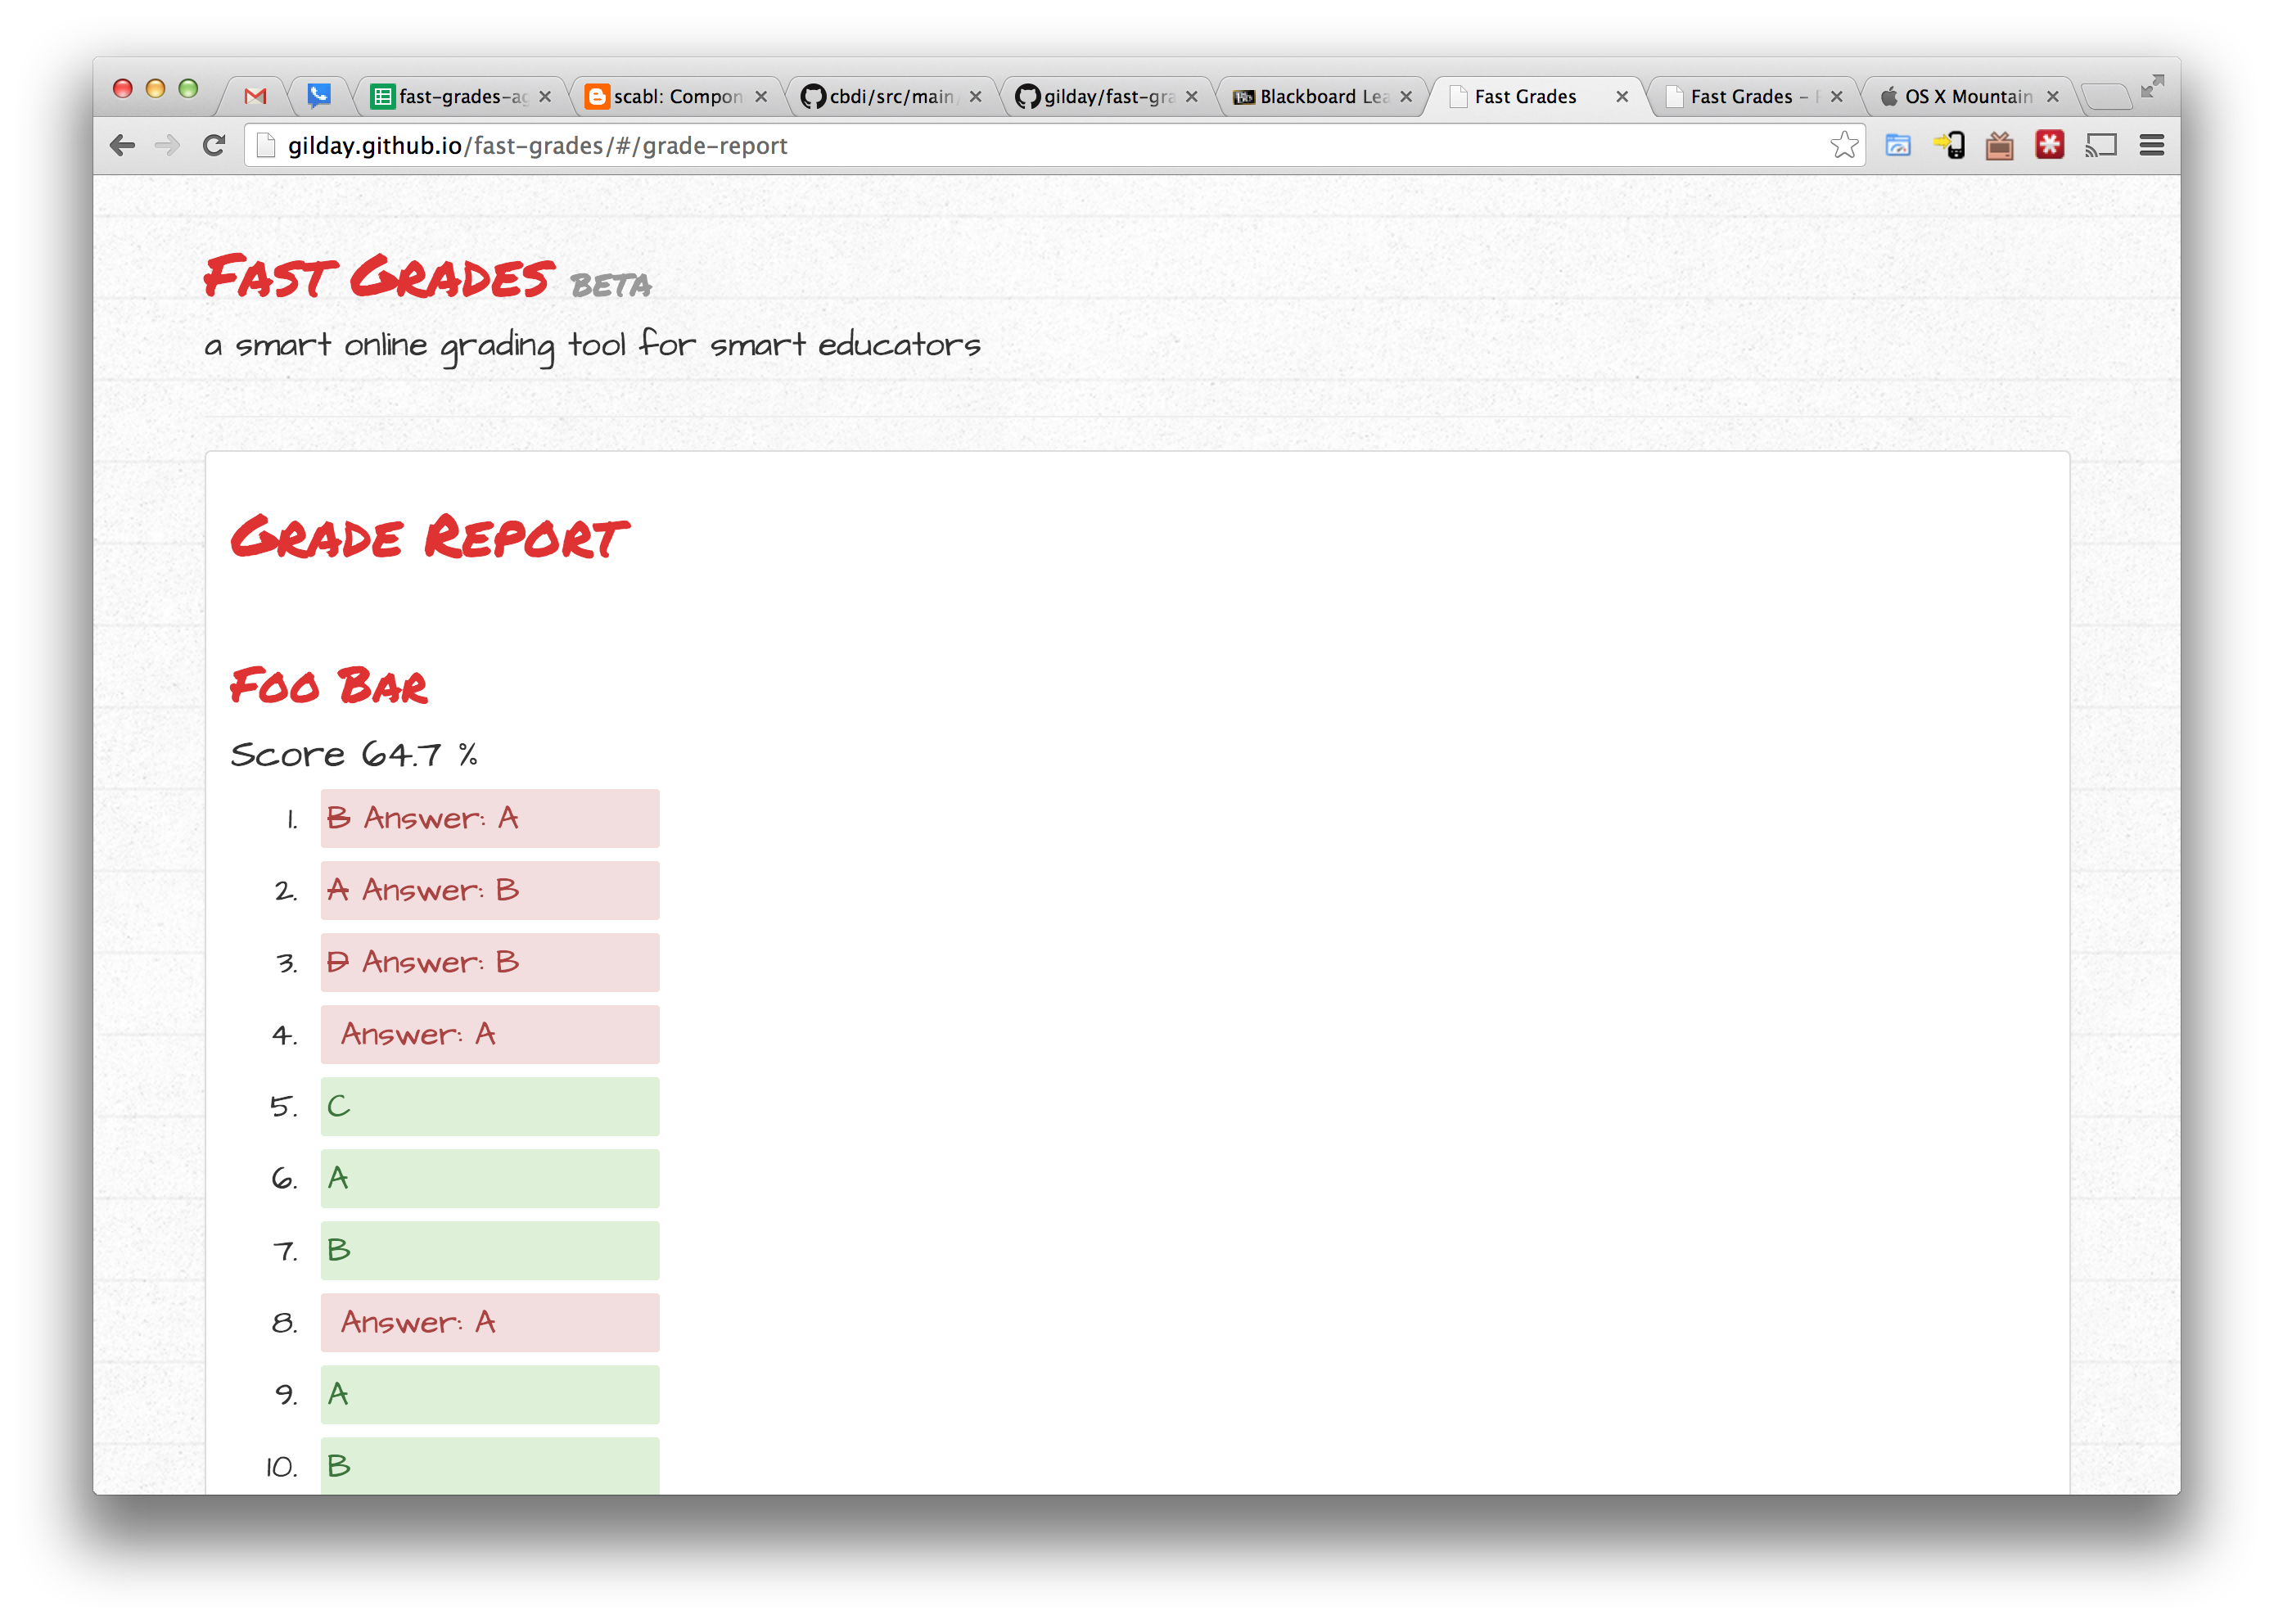 fast-grades-ag
scabl: Compon
cbdi/src/main
gilday/fast-gra
Bb Blackboard Lea
Fast Grades
Fast Grades – F
OS X Mountain
gilday.github.io/fast-grades/#/grade-report
Fast Grades BETA
a smart online grading tool for smart educators
Grade Report
Foo Bar
Score 64.7 %
1. B Answer: A
2. A Answer: B
3. D Answer: B
4. Answer: A
5. C
6. A
7. B
8. Answer: A
9. A
10. B